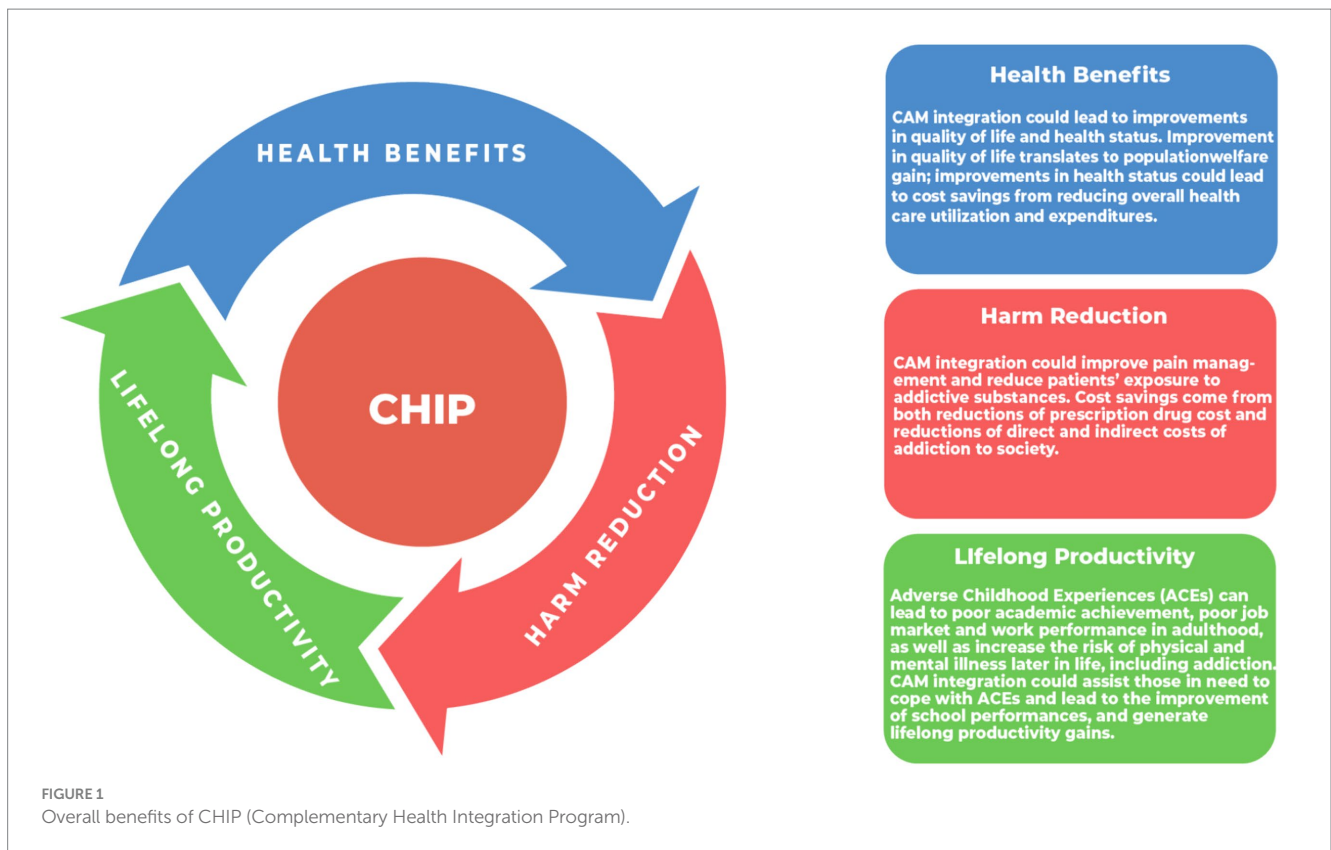 HEALTH BENEFITS
CHIP
LIFELONG PRODUCTIVITY
HARM REDUCTION
Health Benefits
CAM integration could lead to improvements
in quality of life and health status. Improvement
in quality of life translates to populationwelfare
gain; improvements in health status could lead
to cost savings from reducing overall health
care utilization and expenditures.
Harm Reduction
CAM integration could improve pain manag-
ement and reduce patients' exposure to
addictive substances. Cost savings come from
both reductions of prescription drug cost and
reductions of direct and indirect costs of
addiction to society.
LIfelong Productivity
Adverse Childhood Experiences (ACEs) can
lead to poor academic achievement, poor job
market and work performance in adulthood,
as well as increase the risk of physical and
mental illness later in life, including addiction.
CAM integration could assist those in need to
cope with ACEs and lead to the improvement
of school performances, and generate
lifelong productivity gains.
FIGURE 1
Overall benefits of CHIP (Complementary Health Integration Program).